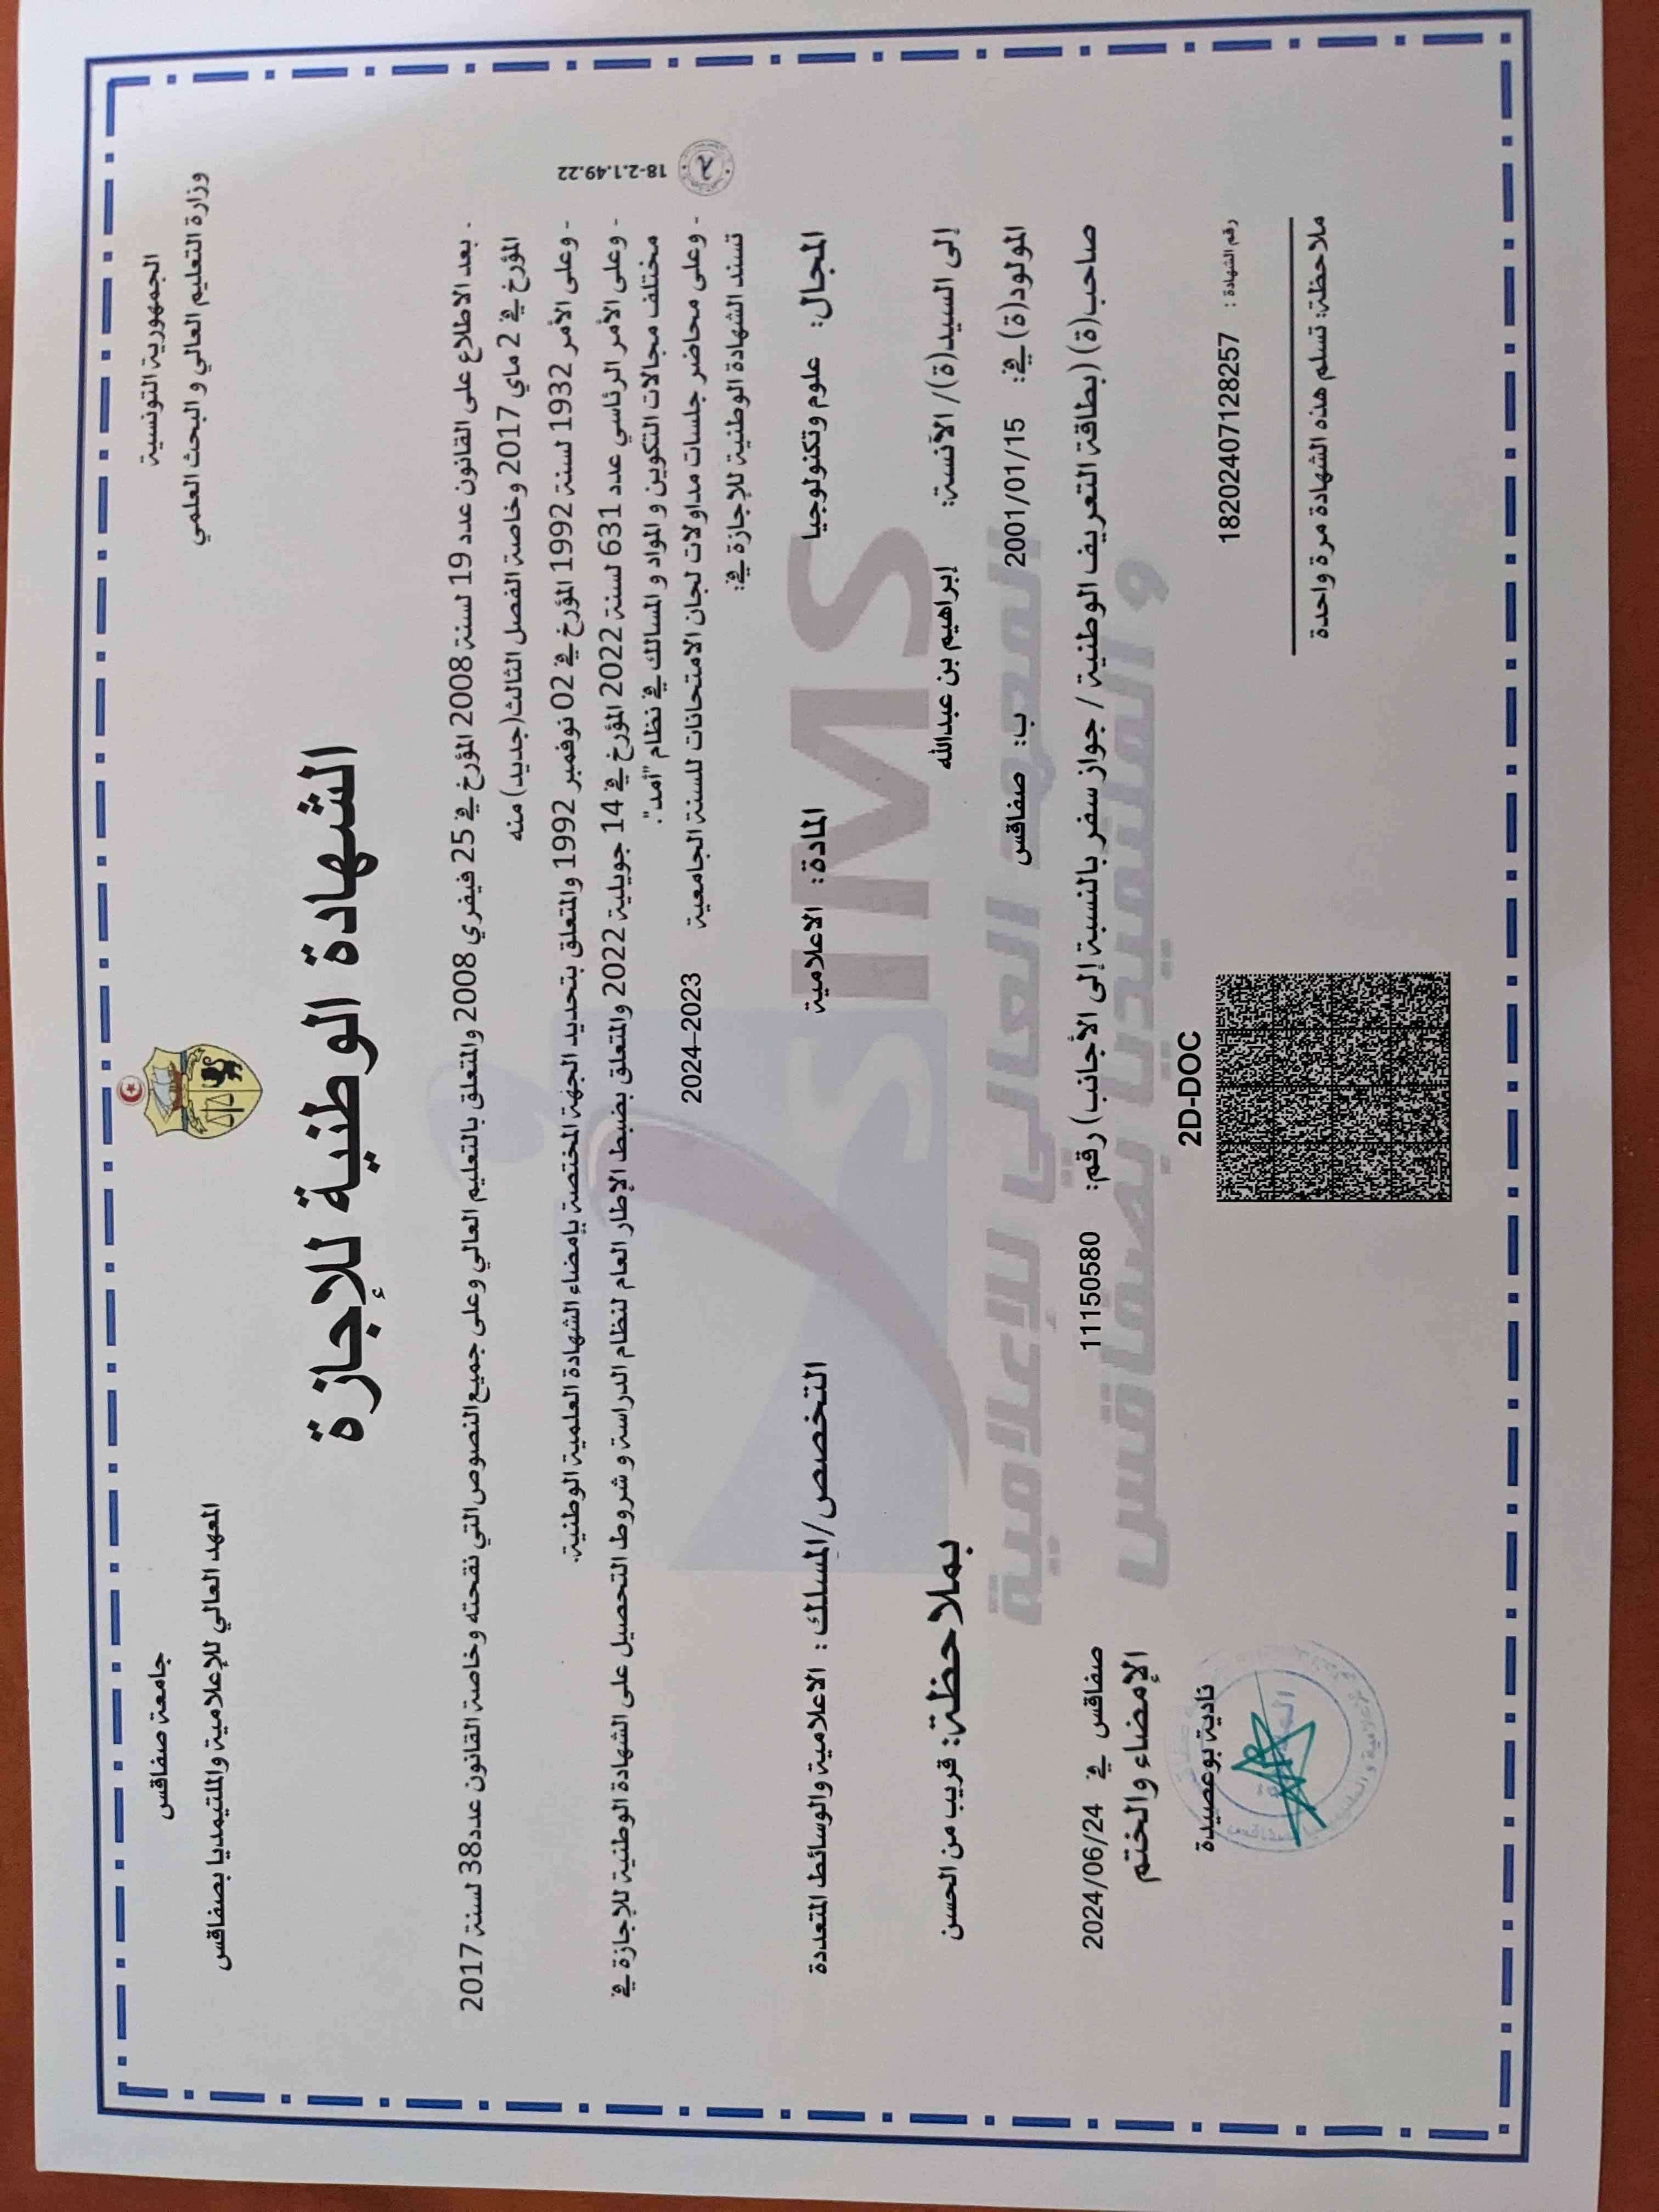 الجمهورية التونسية
وزارة التعليم العالي و البحث العلمي
جامعة صفاقس
المعهد العالي للإعلامية والملتيمديا بصفاقس
الشهادة الوطنية للإجازة
. بعد الاطلاع على القانون عدد 19 لسنة 2008 المؤرخ في 25 فيفري 2008 والمتعلق بالتعليم العالي وعلى جميع النصوص التي نقحته وخاصة القانون عدد38 لسنة 2017
المؤرخ في 2 ماي 2017 وخاصة الفصل الثالث(جديد) منه
- وعلى الأمر 1932 لسنة 1992 المؤرخ في 02 نوفمبر 1992 والمتعلق بتحديد الجهة المختصة بإمضاء الشهادة العلمية الوطنية.
- وعلى الأمر الرئاسي عدد 631 لسنة 2022 المؤرخ في 14 جويلية 2022 والمتعلق بضبط الإطار العام لنظام الدراسة و شروط التحصيل على الشهادة الوطنية للإجازة في
مختلف مجالات التكوين و المواد و المسالك في نظام "أمد".
- وعلى محاضر جلسات مداولات لجان الامتحانات للسنة الجامعية 2023–2024
تسند الشهادة الوطنية للإجازة في:
18-2.1.49.22
المجال: علوم وتكنولوجيا المادة: الاعلامية التخصص/المسلك : الاعلامية والوسائط المتعددة
SIMS
إلى السيد(ة)/ الآنسة: إبراهيم بن عبدالله بملاحظة: قريب من الحسن
المعهد العالي للإعلامية
المولود(ة) في: 2001/01/15 ب: صفاقس
صاحب(ة) (بطاقة التعريف الوطنية / جواز سفر بالنسبة إلى الأجانب) رقم: 11150580
و الملتميديا بصفاقس
صفاقس في 2024/06/24
الإمضاء والختم
نادية بوعصيدة
2D-DOC
رقم الشهادة : 18202407128257
ملاحظة: تسلم هذه الشهادة مرة واحدة